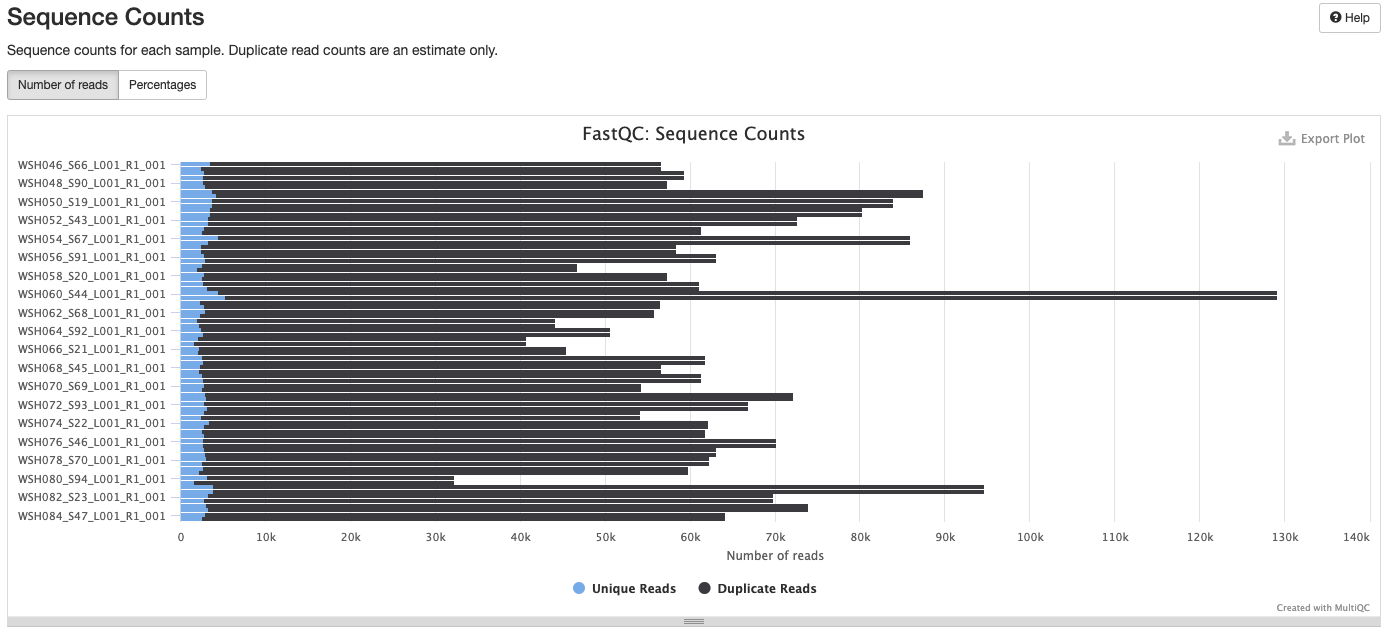 Sequence Counts
Help
Sequence counts for each sample. Duplicate read counts are an estimate only.
Number of reads
Percentages
FastQC: Sequence Counts
Export Plot
WSH046_S66_L001_R1_001
WSH048_S90_L001_R1_001
WSH050_S19_L001_R1_001
WSH052_S43_L001_R1_001
WSH054_S67_L001_R1_001
WSH056_S91_L001_R1_001
WSH058_S20_L001_R1_001
WSH060_S44_L001_R1_001
WSH062_S68_L001_R1_001
WSH064_S92_L001_R1_001
WSH066_S21_L001_R1_001
WSH068_S45_L001_R1_001
WSH070_S69_L001_R1_001
WSH072_S93_L001_R1_001
WSH074_S22_L001_R1_001
WSH076_S46_L001_R1_001
WSH078_S70_L001_R1_001
WSH080_S94_L001_R1_001
WSH082_S23_L001_R1_001
WSH084_S47_L001_R1_001
0 10k 20k 30k 40k 50k 60k 70k 80k 90k 100k 110k 120k 130k 140k
Number of reads
Unique Reads Duplicate Reads
Created with MultiQC